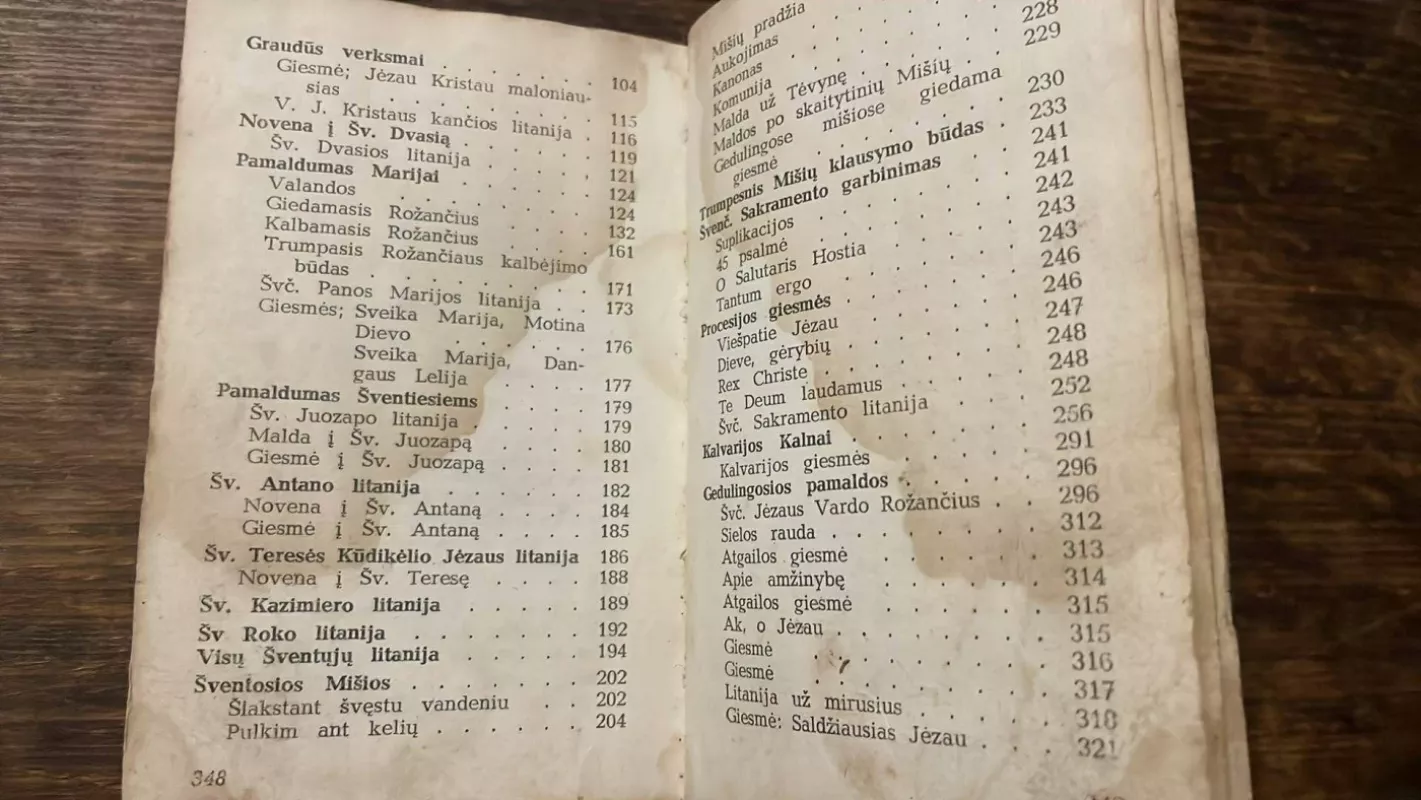 Graudūs verksmai . . . . . . 104
Giesmė; Jėzau Kristau maloniau-
sias . . . . . . 115
V. J. Kristaus kančios litanija . 116
Novena į Šv. Dvasią . . . . . 119
Šv. Dvasios litanija . . . . . 121
Pamaldumas Marijai . . . . . 124
Valandos . . . . . . 124
Giedamasis Rožančius . . . . 132
Kalbamasis Rožančius . . . . 161
Trumpasis Rožančiaus kalbėjimo
būdas . . . . . . . 171
Švč. Panos Marijos litanija . . 173
Giesmės; Sveika Marija, Motina
Dievo . . . . . 176
Sveika Marija, Dan-
gaus Lelija . . . . 177
Pamaldumas Šventiesiems . . . . 179
Šv. Juozapo litanija . . . . . 179
Malda į Šv. Juozapą . . . . 180
Giesmė į Šv. Juozapą . . . . 181
Šv. Antano litanija . . . . . . 182
Novena į Šv. Antaną . . . . 184
Giesmė į Šv. Antaną . . . . 185
Šv. Teresės Kūdikėlio Jėzaus litanija 186
Novena į Šv. Teresę . . . . 188
Šv. Kazimiero litanija . . . . . 189
Šv Roko litanija . . . . . . . 192
Visų Šventųjų litanija . . . . . 194
Šventosios Mišios . . . . . . . 202
Šlakstant švęstu vandeniu . . 202
Pulkim ant kelių . . . . . . 204
348
Mišių pradžia
Aukojimas
Kanonas
Komunija
Malda už Tėvynę . . . . 228
Maldos po skaitytinių Mišių . 229
Gedulingose mišiose giedama
giesmė . . . . . . . 230
Trumpesnis Mišių klausymo būdas . 233
Švenč. Sakramento garbinimas . . 241
Suplikacijos . . . . . . . 241
45 psalmė . . . . . . . 242
O Salutaris Hostia . . . . . 243
Tantum ergo . . . . . . 243
Procesijos giesmės . . . . . . 246
Viešpatie Jėzau . . . . . . 246
Dieve, gėrybių . . . . . . 247
Rex Christe . . . . . . . 248
Te Deum laudamus . . . . . 248
Švč. Sakramento litanija . . . . 252
Kalvarijos Kalnai . . . . . . 256
Kalvarijos giesmės . . . . . 291
Gedulingosios pamaldos . . . . . 296
Švč. Jėzaus Vardo Rožančius . . 296
Sielos rauda . . . . . . . 312
Atgailos giesmė . . . . . . 313
Apie amžinybę . . . . . . 314
Atgailos giesmė . . . . . . 315
Ak, o Jėzau . . . . . . . 315
Giesmė . . . . . . . 316
Giesmė . . . . . . . 317
Litanija už mirusius . . . . . 318
Giesmė: Saldžiausias Jėzau . . . 321